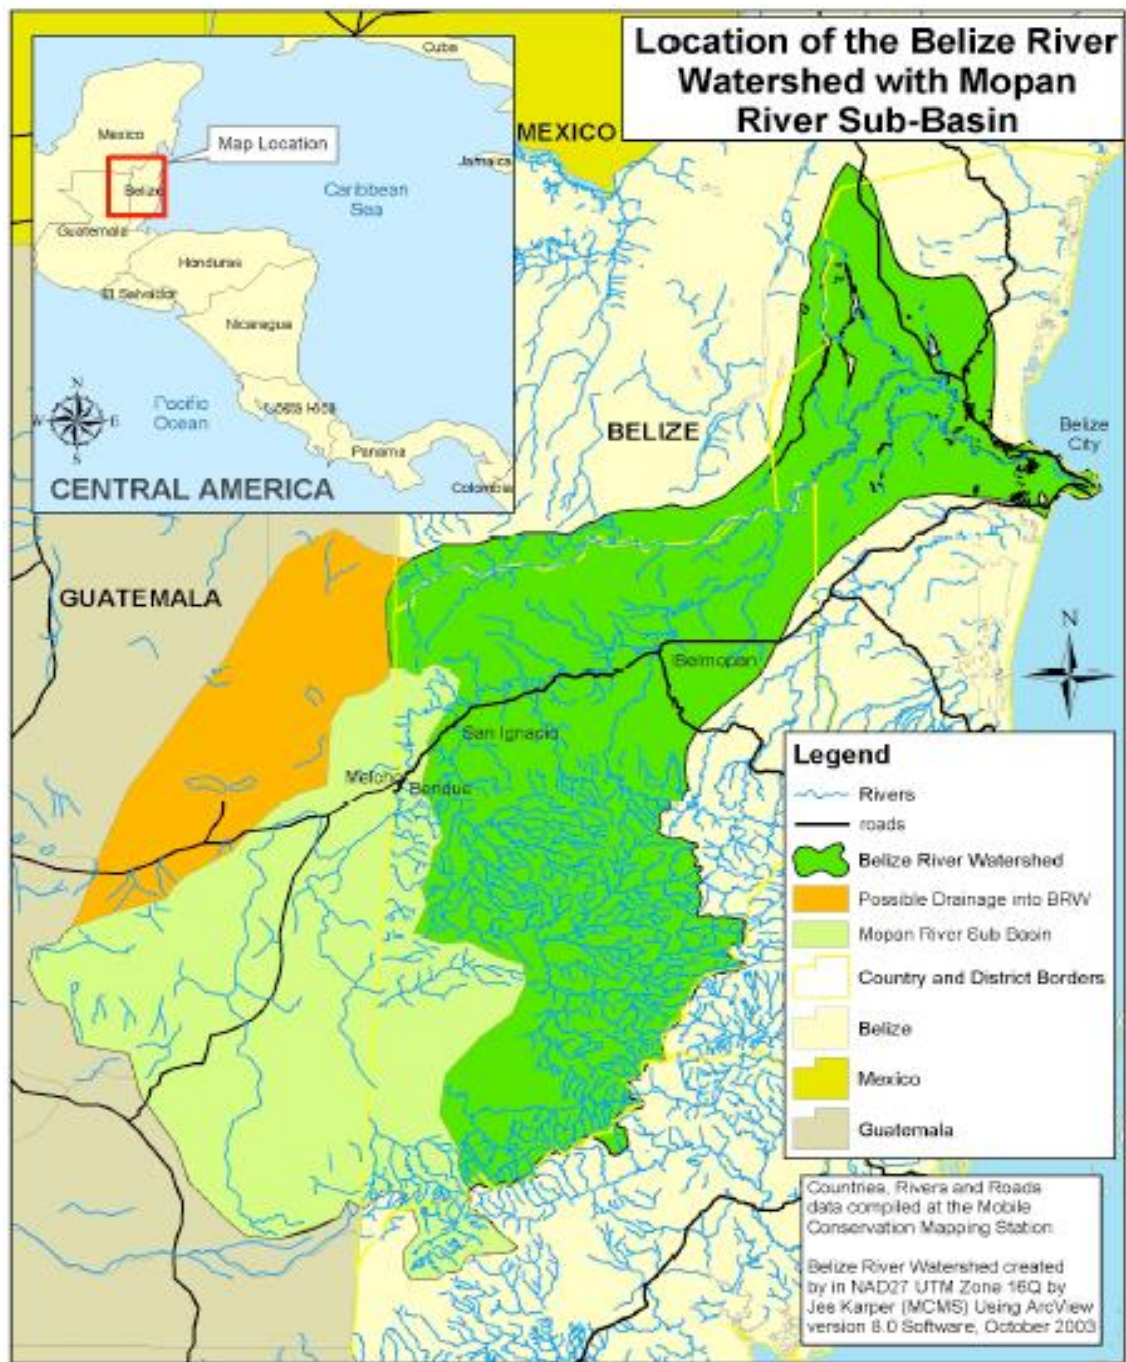 Location of the Belize River
Watershed with Mopan
River Sub-Basin
Cuba
MEXICO
Mexico
Map Location
Jamaica
Belize
Caribbean
Sea
Guatemala
Honduras
El Salvador
Nicaragua
N
W
E
S
Pacific
Ocean
Costa Rica
Panama
Colombia
CENTRAL AMERICA
BELIZE
Belize
City
GUATEMALA
N
Belmopan
San Ignacio
Melchor
Benque
Legend
Rivers
roads
Belize River Watershed
Possible Drainage into BRW
Mopan River Sub Basin
Country and District Borders
Belize
Mexico
Guatemala
Countries, Rivers and Roads
data compiled at the Mobile
Conservation Mapping Station
Belize River Watershed created
by in NAD27 UTM Zone 16Q by
Jes Karper (MCMS) Using ArcView
version 8.0 Software, October 2003